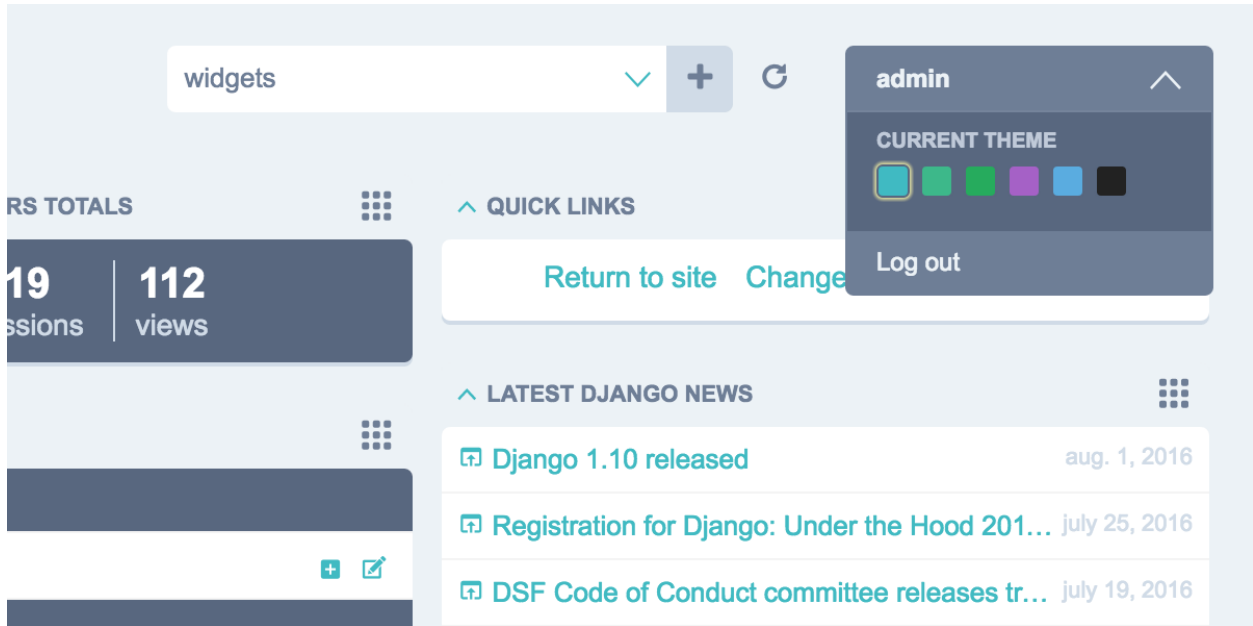 widgets
admin
CURRENT THEME
Log out
RS TOTALS
19
ssions
112
views
QUICK LINKS
Return to site Change
LATEST DJANGO NEWS
Django 1.10 released aug. 1, 2016
Registration for Django: Under the Hood 201... july 25, 2016
DSF Code of Conduct committee releases tr... july 19, 2016